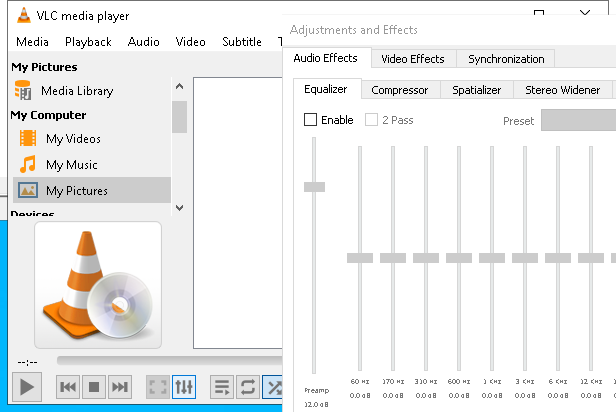 VLC media player
Media Playback Audio Video Subtitle
My Pictures
Media Library
My Computer
My Videos
My Music
My Pictures
Devices
--:--
Adjustments and Effects
Audio Effects Video Effects Synchronization
Equalizer Compressor Spatializer Stereo Widener
Enable 2 Pass Preset
60 Hz 170 Hz 310 Hz 600 Hz 1 KHz 3 KHz 6 KHz 12 KHz
Preamp 0.0 dB 0.0 dB 0.0 dB 0.0 dB 0.0 dB 0.0 dB 0.0 dB 0.0 dB
12.0 dB